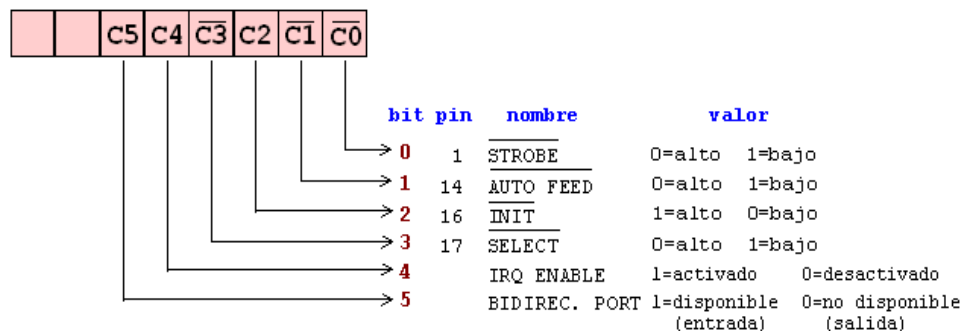 C5 C4 C3 C2 C1 C0
bit pin nombre valor
0 1 STROBE 0=alto 1=bajo
1 14 AUTO FEED 0=alto 1=bajo
2 16 INIT 1=alto 0=bajo
3 17 SELECT 0=alto 1=bajo
4 IRQ ENABLE 1=activado 0=desactivado
5 BIDIREC. PORT 1=disponible 0=no disponible
(entrada) (salida)